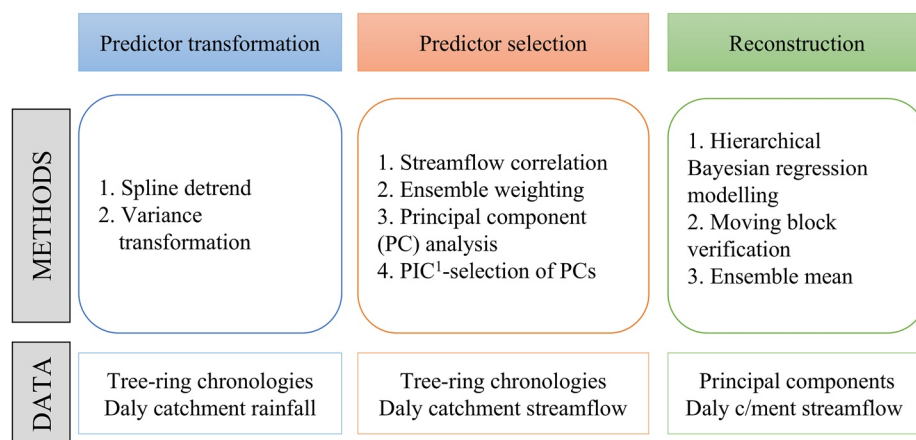 Predictor transformation
Predictor selection
Reconstruction
METHODS
1. Spline detrend
2. Variance
transformation
1. Streamflow correlation
2. Ensemble weighting
3. Principal component
(PC) analysis
4. PIC¹-selection of PCs
1. Hierarchical
Bayesian regression
modelling
2. Moving block
verification
3. Ensemble mean
DATA
Tree-ring chronologies
Daly catchment rainfall
Tree-ring chronologies
Daly catchment streamflow
Principal components
Daly c/ment streamflow